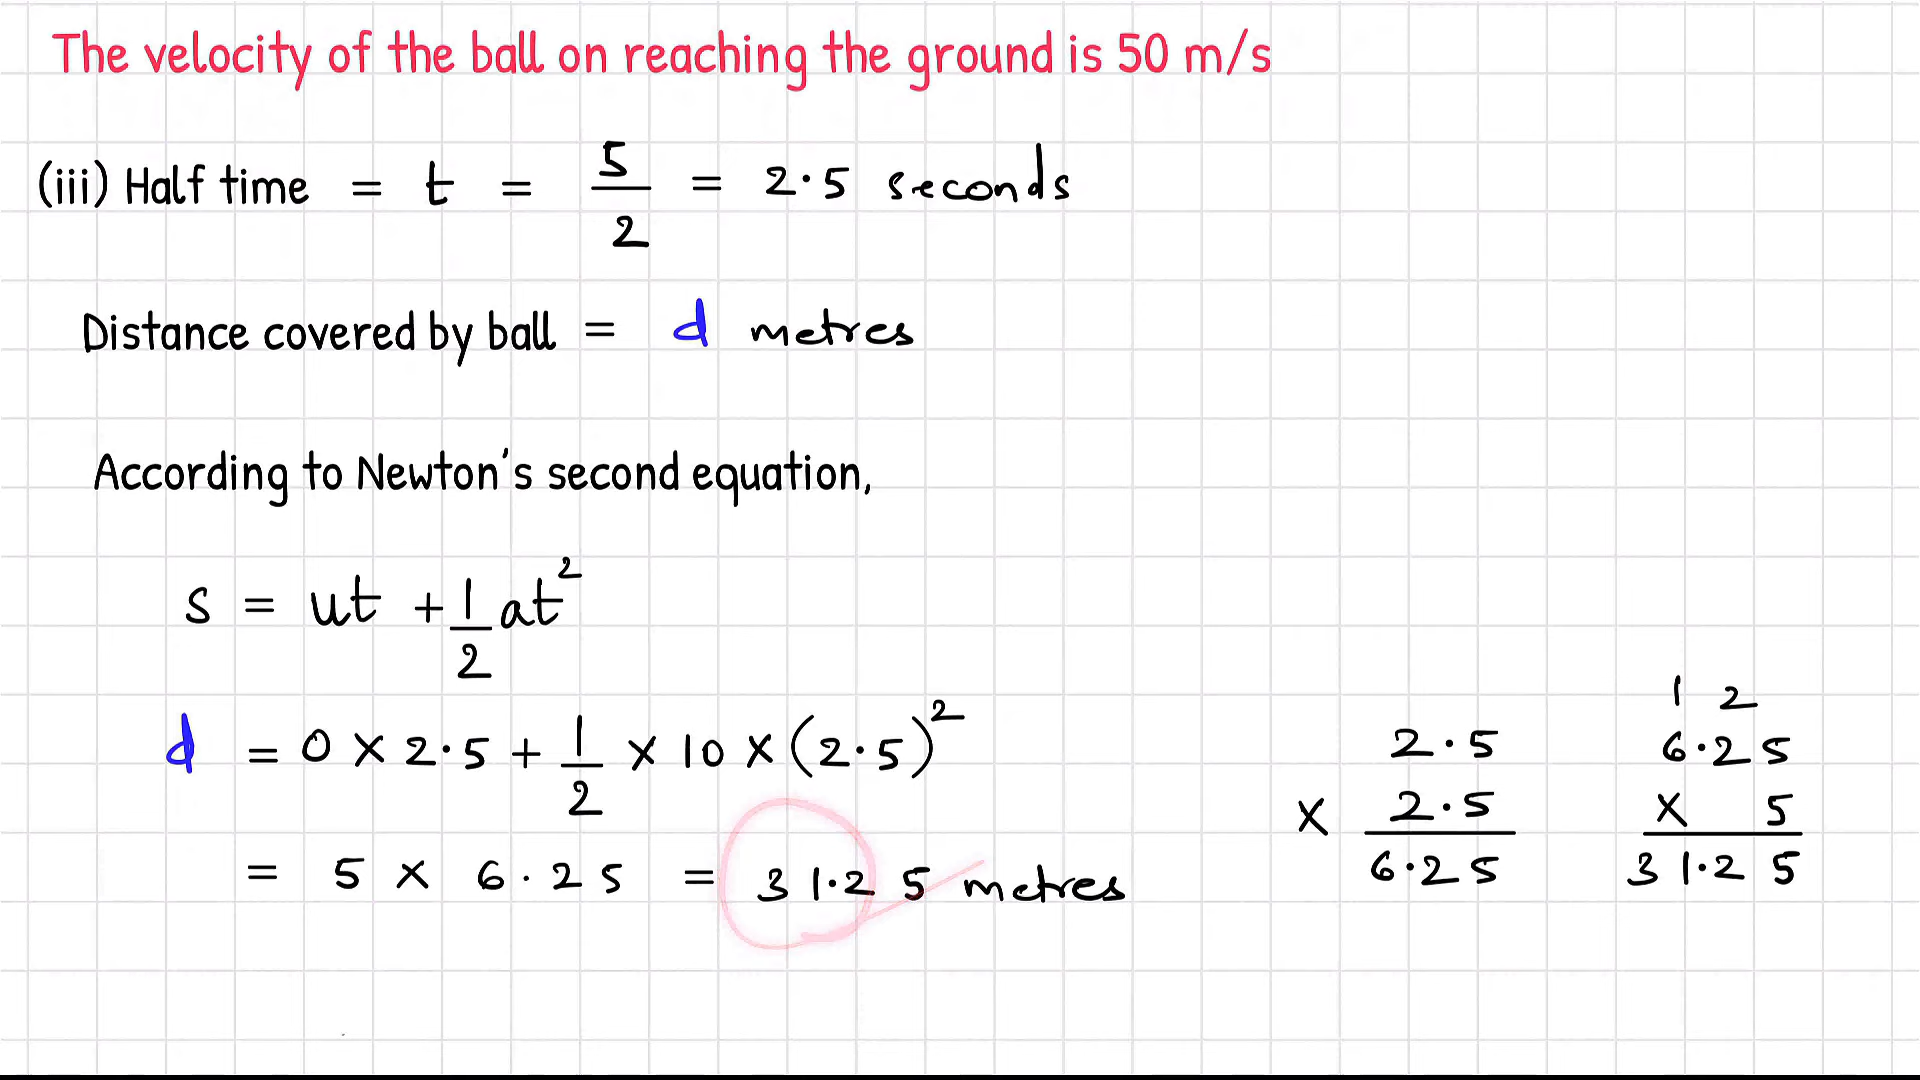 The velocity of the ball on reaching the ground is 50 m/s
(iii) Half time = t = 5/2 = 2.5 seconds
Distance covered by ball = d metres
According to Newton's second equation,
s = ut + 1/2 at²
d = 0 × 2.5 + 1/2 × 10 × (2.5)²
= 5 × 6.25 = 31.25 metres
2.5
× 2.5
6.25
1 2
6.25
× 5
31.25